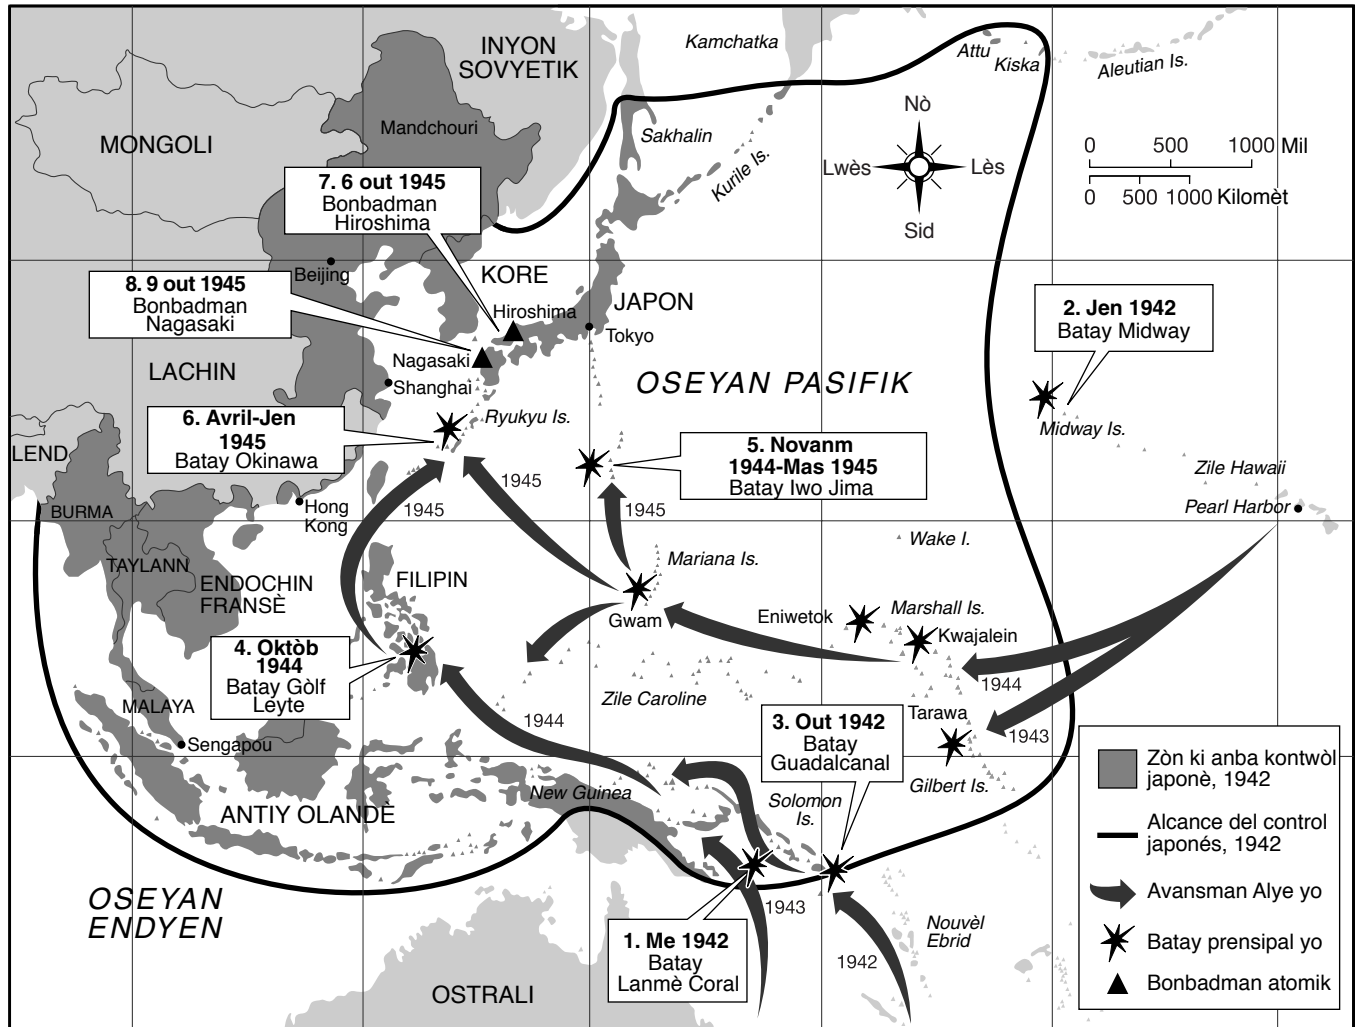 INYON
SOVYETIK
Kamchatka
Attu
Kiska
Aleutian Is.
MONGOLI
Mandchouri
Sakhalin
Kurile Is.
Nò
Lwès
Lès
Sid
0 500 1000 Mil
0 500 1000 Kilomèt
7. 6 out 1945
Bonbadman
Hiroshima
Beijing
KORE
8. 9 out 1945
Bonbadman
Nagasaki
Hiroshima
JAPON
Tokyo
2. Jen 1942
Batay Midway
Nagasaki
LACHIN
Shanghai
OSEYAN PASIFIK
6. Avril-Jen
1945
Batay Okinawa
Ryukyu Is.
Midway Is.
LEND
5. Novanm
1944-Mas 1945
Batay Iwo Jima
Zile Hawaii
Pearl Harbor
1945
1945
1945
BURMA
Hong
Kong
Wake I.
TAYLANN
ENDOCHIN
FRANSÈ
FILIPIN
Mariana Is.
Gwam
Eniwetok
Marshall Is.
Kwajalein
4. Oktòb
1944
Batay Gòlf
Leyte
1944
Zile Caroline
MALAYA
Sengapou
1944
Tarawa
1943
3. Out 1942
Batay
Guadalcanal
Gilbert Is.
New Guinea
Solomon
Is.
ANTIY OLANDÈ
OSEYAN
ENDYEN
1943
1. Me 1942
Batay
Lanmè Coral
1942
Nouvèl
Ebrid
OSTRALI
Zòn ki anba kontwòl
japonè, 1942
Alcance del control
japonés, 1942
Avansman Alye yo
Batay prensipal yo
Bonbadman atomik